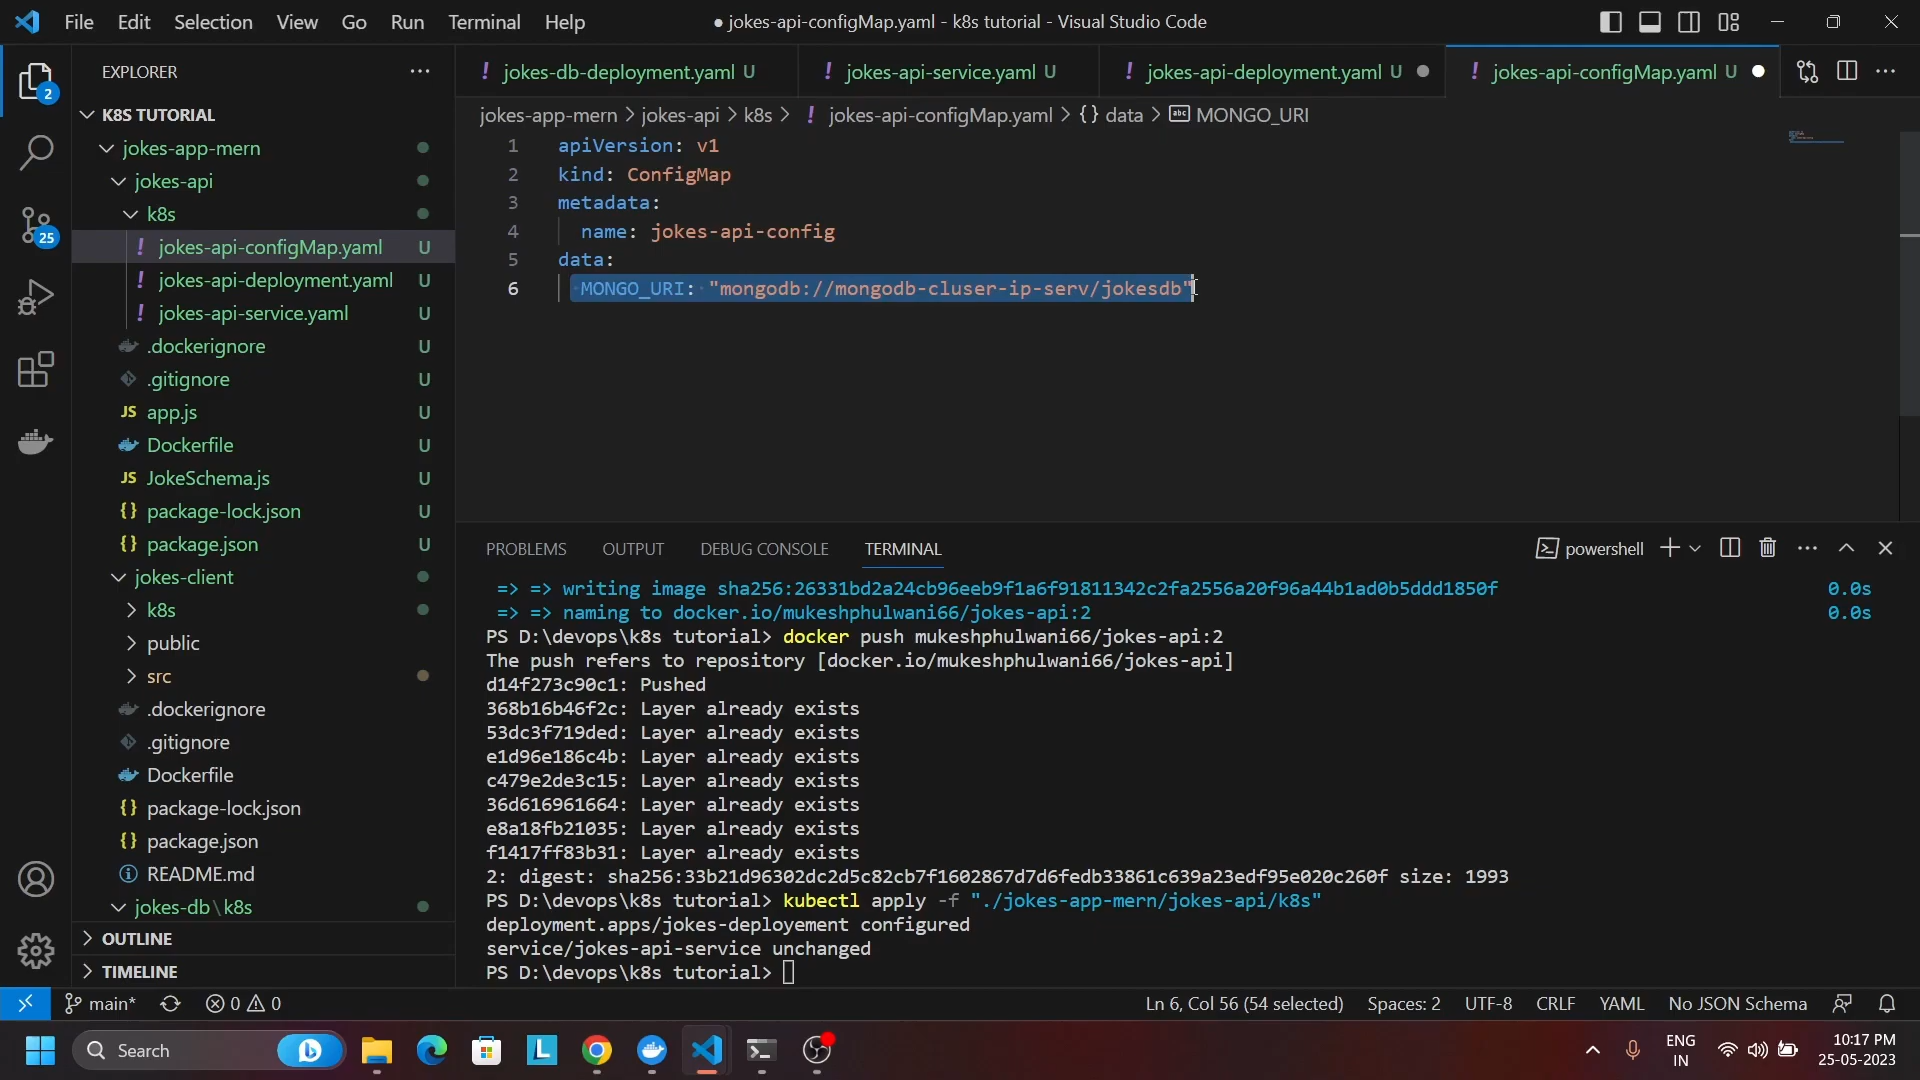 File Edit Selection View Go Run Terminal Help
● jokes-api-configMap.yaml - k8s tutorial - Visual Studio Code
EXPLORER
! jokes-db-deployment.yaml U
! jokes-api-service.yaml U
! jokes-api-deployment.yaml U
! jokes-api-configMap.yaml U
jokes-app-mern > jokes-api > k8s > ! jokes-api-configMap.yaml > {} data > abc MONGO_URI
2
25
K8S TUTORIAL
jokes-app-mern
jokes-api
k8s
! jokes-api-configMap.yaml U
! jokes-api-deployment.yaml U
! jokes-api-service.yaml U
.dockerignore U
.gitignore U
JS app.js U
Dockerfile U
JS JokeSchema.js U
{} package-lock.json U
{} package.json U
jokes-client
k8s
public
src
.dockerignore
.gitignore
Dockerfile
{} package-lock.json
{} package.json
README.md
jokes-db\k8s
OUTLINE
TIMELINE
1 apiVersion: v1
2 kind: ConfigMap
3 metadata:
4 name: jokes-api-config
5 data:
6 MONGO_URI: "mongodb://mongodb-cluser-ip-serv/jokesdb"
PROBLEMS OUTPUT DEBUG CONSOLE TERMINAL
powershell
=> => writing image sha256:26331bd2a24cb96eeb9f1a6f91811342c2fa2556a20f96a44b1ad0b5ddd1850f 0.0s
=> => naming to docker.io/mukeshphulwani66/jokes-api:2 0.0s
PS D:\devops\k8s tutorial> docker push mukeshphulwani66/jokes-api:2
The push refers to repository [docker.io/mukeshphulwani66/jokes-api]
d14f273c90c1: Pushed
368b16b46f2c: Layer already exists
53dc3f719ded: Layer already exists
e1d96e186c4b: Layer already exists
c479e2de3c15: Layer already exists
36d616961664: Layer already exists
e8a18fb21035: Layer already exists
f1417ff83b31: Layer already exists
2: digest: sha256:33b21d96302dc2d5c82cb7f1602867d7d6fedb33861c639a23edf95e020c260f size: 1993
PS D:\devops\k8s tutorial> kubectl apply -f "./jokes-app-mern/jokes-api/k8s"
deployment.apps/jokes-deployement configured
service/jokes-api-service unchanged
PS D:\devops\k8s tutorial>
main* 0 0
Ln 6, Col 56 (54 selected) Spaces: 2 UTF-8 CRLF YAML No JSON Schema
Search
L
ENG
IN
10:17 PM
25-05-2023